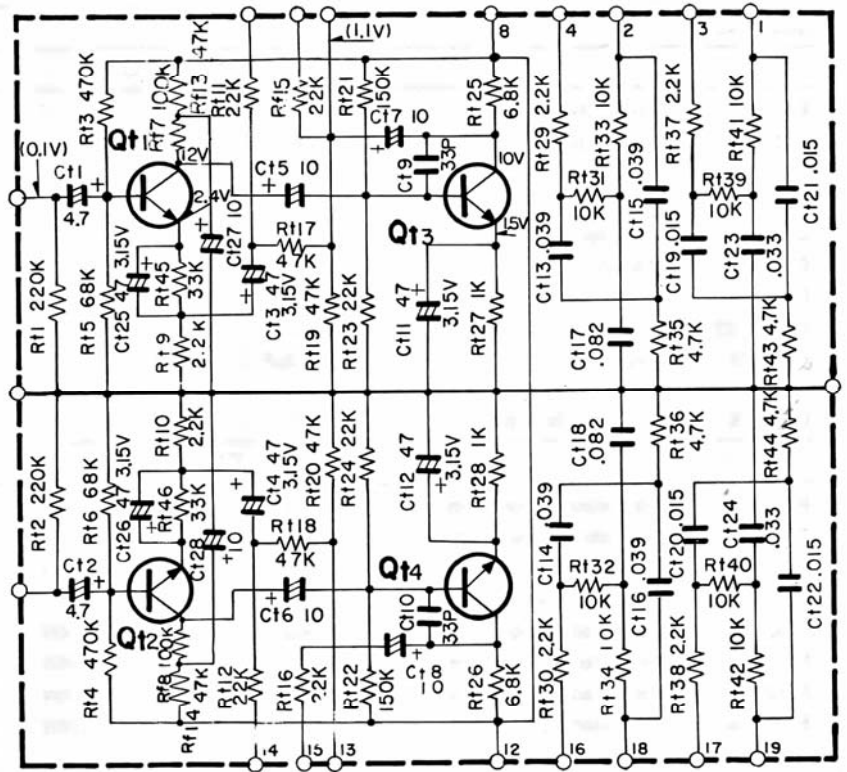 (1.1V)
8
4
2
3
1
Rt3 470K
47K
Rf13
100K
Rt7
Rt11
22K
Rf15
22K
Rt21
150K
Rt25
6.8K
Rt29 2.2K
Rt33 10K
Rt37 2.2K
Rt41 10K
(0.1V)
Qt1
12V
2.4V
Ct7 10
Ct9
33P
10V
Ct1
4.7
Ct5 10
Qt3
1.5V
Rt31
10K
Ct15 .039
Rt39
10K
Ct21 .015
Ct27 10
Rt17
47K
Ct13 .039
Ct19 .015
Ct23
.033
Rt1 220K
Rt5 68K
Ct25 47 3.15V
Rt45
33K
Rt9
2.2K
Ct3 47
3.15V
Rt19 47K
Rt23 22K
Ct11 47
3.15V
Rt27 1K
Ct17
.082
Rt35
4.7K
Rt43 4.7K
Rt2 220K
Rt6 68K
Ct26 47 3.15V
Rt10
2.2K
Rt46
33K
Ct28
10
Ct4 47
3.15V
Rt18
47K
Rt20 47K
Rt24 22K
Ct12 47
3.15V
Rt28 1K
Ct18
.082
Rt36
4.7K
Rt44 4.7K
Ct14 .039
Ct20 .015
Ct24
.033
Ct2
4.7
Qt2
Ct6 10
Qt4
Ct10
33P
Rt32
10K
Ct16 .039
Rt40
10K
Ct22 .015
Rt4 470K
Rf8 100K
Rf14
47K
Rt12
22K
Rt16
22K
Rt22
150K
Ct8
10
Rt26
6.8K
Rt30 2.2K
Rt34 10K
Rt38 2.2K
Rt42 10K
14
15
13
12
16
18
17
19